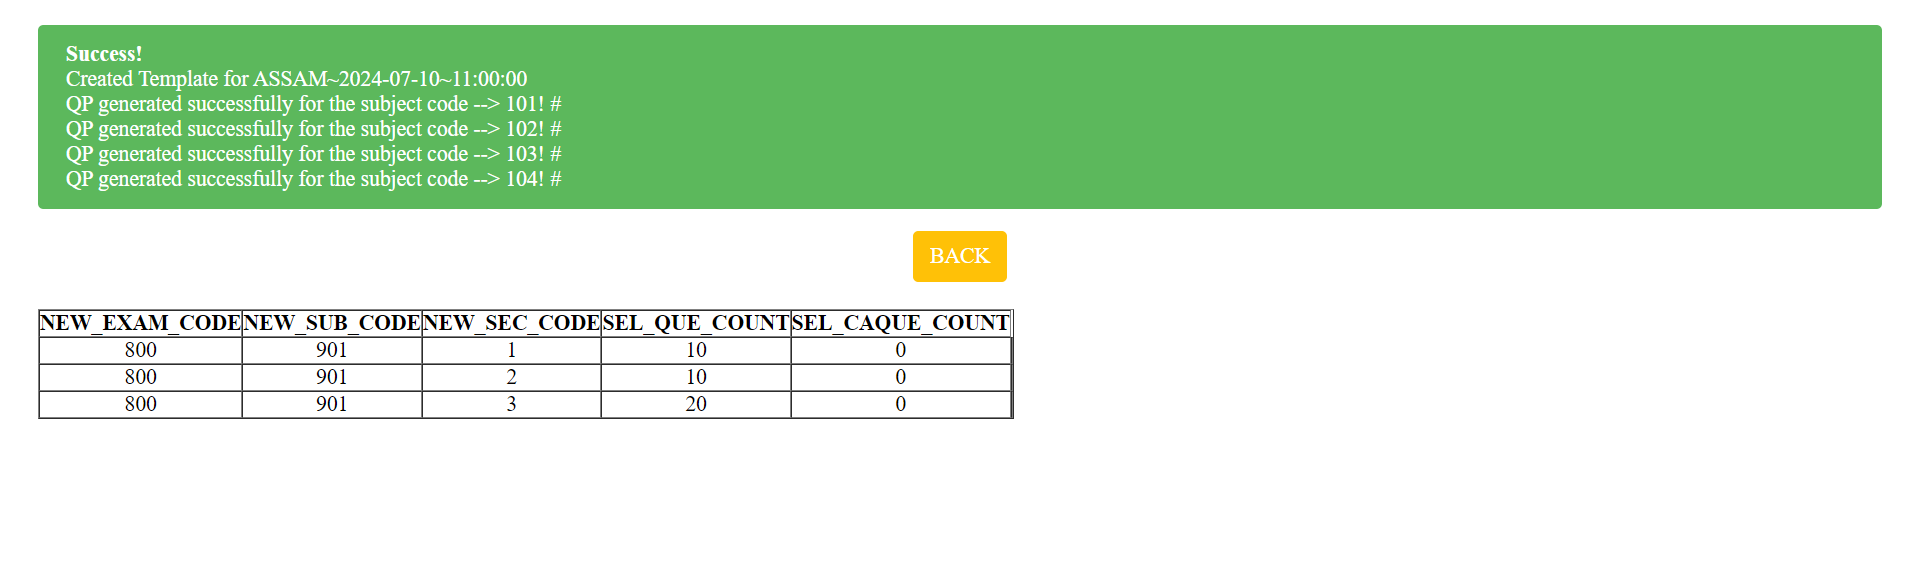 Success!
Created Template for ASSAM~2024-07-10~11:00:00
QP generated successfully for the subject code --> 101! #
QP generated successfully for the subject code --> 102! #
QP generated successfully for the subject code --> 103! #
QP generated successfully for the subject code --> 104! #
BACK
NEW_EXAM_CODE NEW_SUB_CODE NEW_SEC_CODE SEL_QUE_COUNT SEL_CAQUE_COUNT
800 901 1 10 0
800 901 2 10 0
800 901 3 20 0